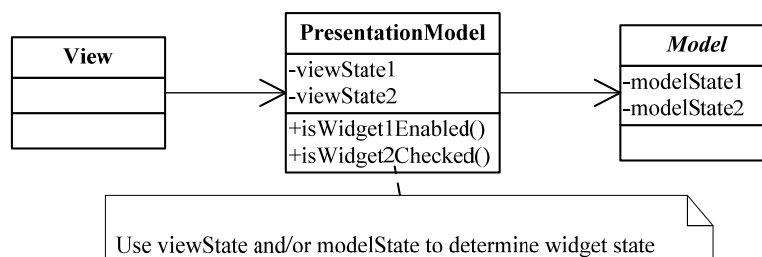 View
PresentationModel
-viewState1
-viewState2
+isWidget1Enabled()
+isWidget2Checked()
Model
-modelState1
-modelState2
Use viewState and/or modelState to determine widget state